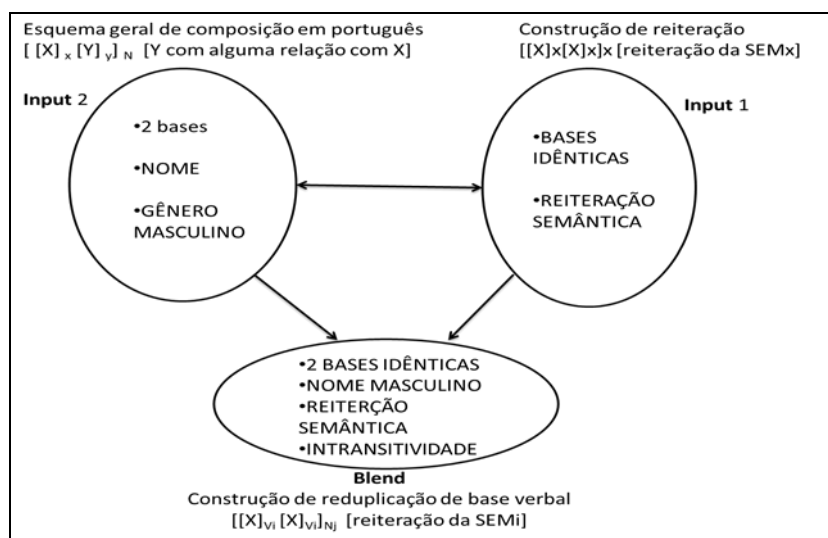 Esquema geral de composição em português
[ [X] x [Y] y] N [Y com alguma relação com X]
Construção de reiteração
[[X]x[X]x]x [reiteração da SEMx]
Input 2
Input 1
•2 bases
•NOME
•GÊNERO
MASCULINO
•BASES
IDÊNTICAS
•REITERAÇÃO
SEMÂNTICA
•2 BASES IDÊNTICAS
•NOME MASCULINO
•REITERÇÃO
SEMÂNTICA
•INTRANSITIVIDADE
Blend
Construção de reduplicação de base verbal
[[X]Vi [X]Vi]Nj [reiteração da SEMi]